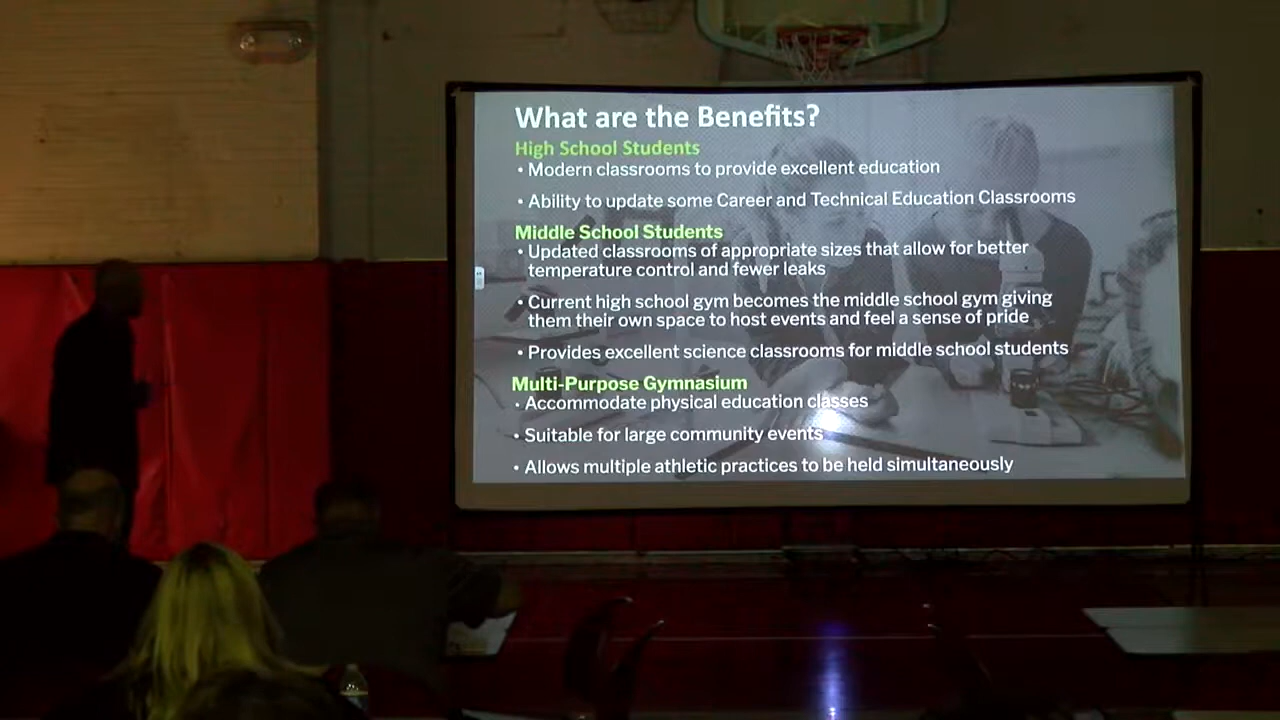 What are the Benefits?
High School Students
• Modern classrooms to provide excellent education
• Ability to update some Career and Technical Education Classrooms
Middle School Students
• Updated classrooms of appropriate sizes that allow for better
temperature control and fewer leaks
• Current high school gym becomes the middle school gym giving
them their own space to host events and feel a sense of pride
• Provides excellent science classrooms for middle school students
Multi-Purpose Gymnasium
• Accommodate physical education classes
• Suitable for large community events
• Allows multiple athletic practices to be held simultaneously